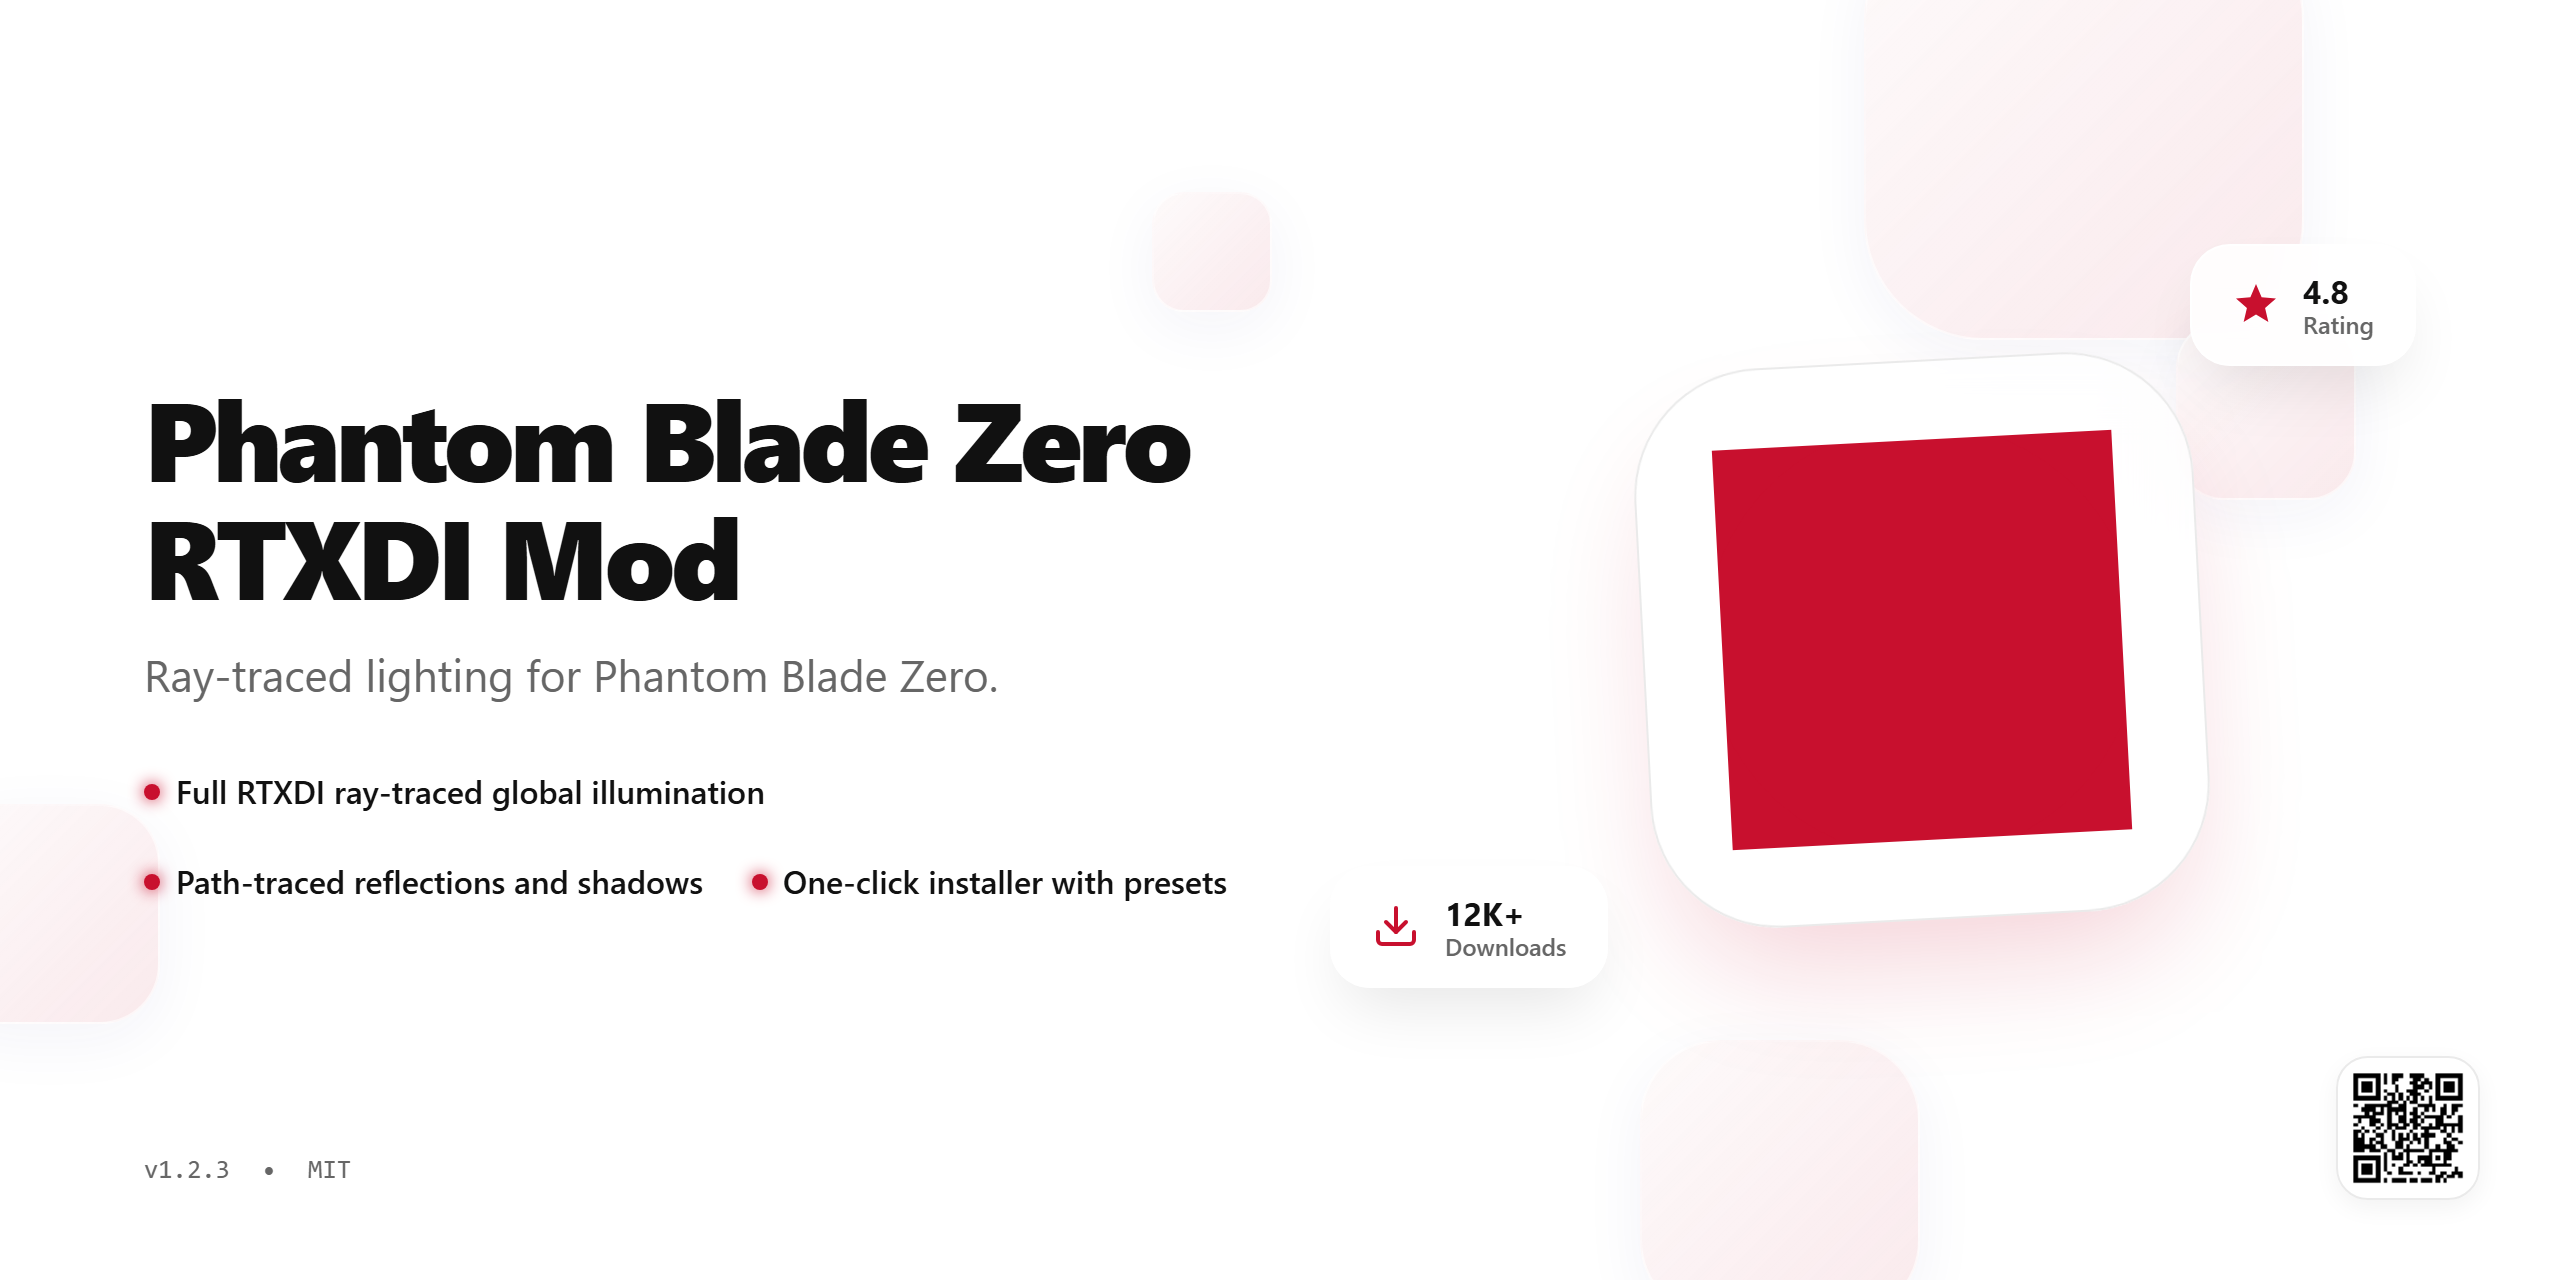 Phantom Blade Zero
RTXDI Mod
Ray-traced lighting for Phantom Blade Zero.
Full RTXDI ray-traced global illumination
Path-traced reflections and shadows
One-click installer with presets
4.8
Rating
12K+
Downloads
v1.2.3 • MIT